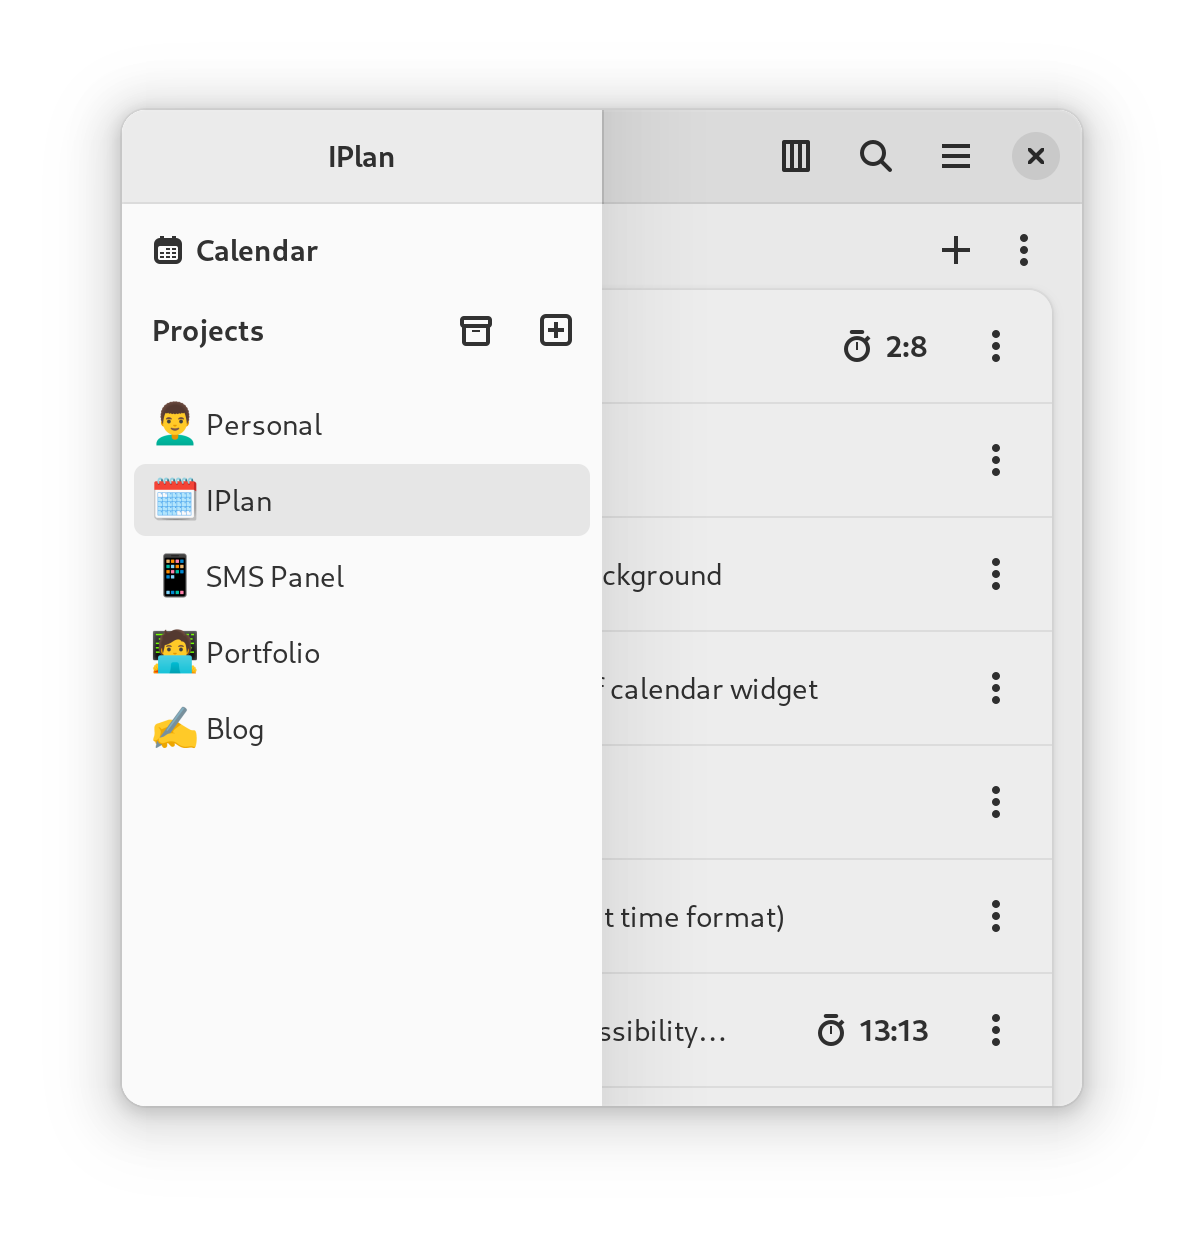 IPlan
Calendar
Projects
2:8
Personal
IPlan
SMS Panel
ckground
Portfolio
calendar widget
Blog
t time format)
ssibility...
13:13